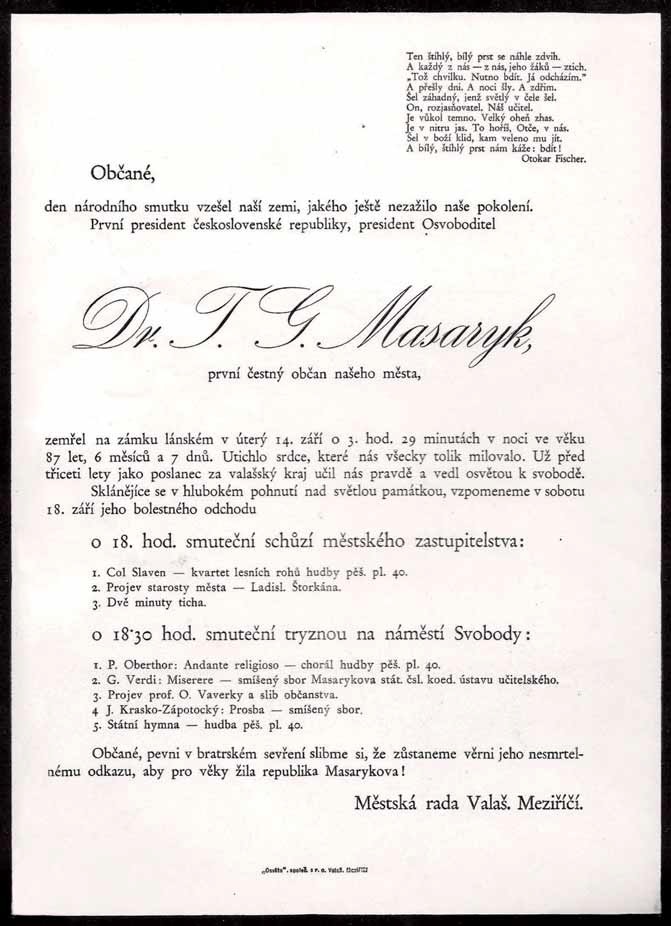 Ten štihlý, bílý prst se náhle zdvih.
A každý z nás — z nás, jeho žáků — ztich.
„Tož chvilku. Nutno bdít. Já odcházím."
A přešly dni. A noci šly. A zdřim.
Šel záhadný, jenž světlý v čele šel.
On, rozjasňovatel. Náš učitel.
Je vůkol temno. Velký oheň zhas.
Je v nitru jas. To hoříš, Otče, v nás.
Šel v boží klid, kam veleno mu jít.
A bílý, štihlý prst nám káže: bdít!
Otokar Fischer.
Občané,
den národního smutku vzešel naší zemi, jakého ještě nezažilo naše pokolení.
První president československé republiky, president Osvoboditel
Dr. T. G. Masaryk,
první čestný občan našeho města,
zemřel na zámku lánském v úterý 14. září o 3. hod. 29 minutách v noci ve věku
87 let, 6 měsíců a 7 dnů. Utichlo srdce, které nás všecky tolik milovalo. Už před
třiceti lety jako poslanec za valašský kraj učil nás pravdě a vedl osvětou k svobodě.
Sklánějíce se v hlubokém pohnutí nad světlou památkou, vzpomeneme v sobotu
18. září jeho bolestného odchodu
o 18. hod. smuteční schůzí městského zastupitelstva:
1. Col Slaven — kvartet lesních rohů hudby pěš. pl. 40.
2. Projev starosty města — Ladisl. Štorkána.
3. Dvě minuty ticha.
o 18·30 hod. smuteční tryznou na náměstí Svobody:
1. P. Oberthor: Andante religioso — chorál hudby pěš. pl. 40.
2. G. Verdi: Miserere — smíšený sbor Masarykova stát. čsl. koed. ústavu učitelského.
3. Projev prof. O. Vaverky a slib občanstva.
4 J. Krasko-Zápotocký: Prosba — smíšený sbor.
5. Státní hymna — hudba pěš. pl. 40.
Občané, pevni v bratrském sevření slibme si, že zůstaneme věrni jeho nesmrtel-
nému odkazu, aby pro věky žila republika Masarykova!
Městská rada Valaš. Meziříčí.
„Osvěta", společ. s r. o. Valaš. Meziříčí